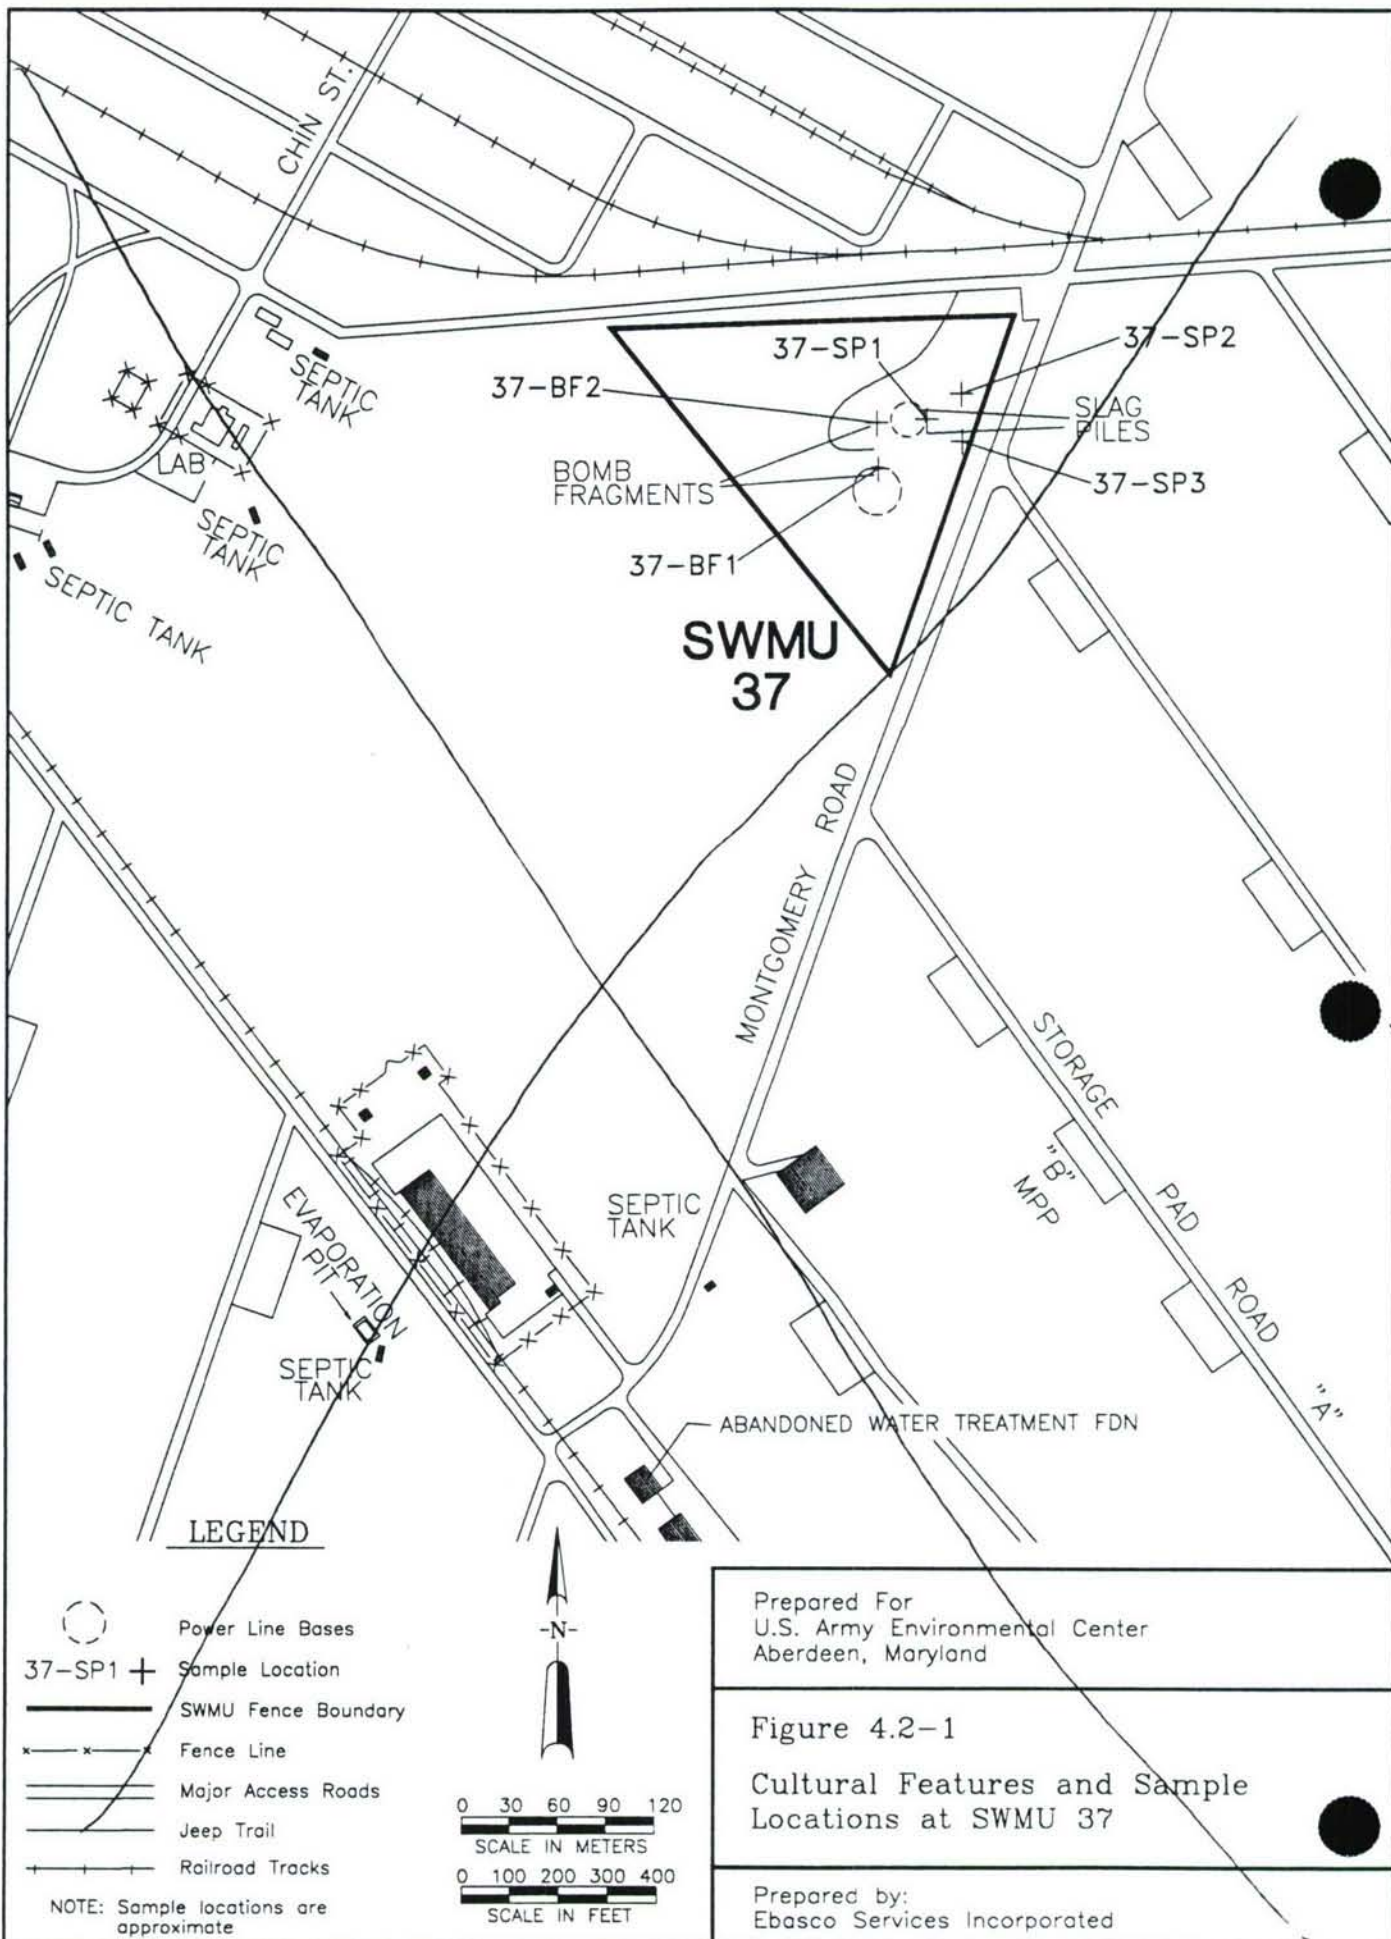 CHIN ST.
37-SP1
37-SP2
37-BF2
SLAG
PILES
SEPTIC
TANK
LAB
BOMB
FRAGMENTS
37-SP3
SEPTIC
TANK
37-BF1
SEPTIC TANK
SWMU
37
MONTGOMERY ROAD
STORAGE PAD ROAD "A"
"B"
MPP
SEPTIC
TANK
EVAPORATION
PIT
SEPTIC
TANK
ABANDONED WATER TREATMENT FDN
LEGEND
Power Line Bases
37-SP1 Sample Location
SWMU Fence Boundary
Fence Line
Major Access Roads
Jeep Trail
Railroad Tracks
NOTE: Sample locations are
approximate
-N-
0 30 60 90 120
SCALE IN METERS
0 100 200 300 400
SCALE IN FEET
Prepared For
U.S. Army Environmental Center
Aberdeen, Maryland
Figure 4.2-1
Cultural Features and Sample
Locations at SWMU 37
Prepared by:
Ebasco Services Incorporated